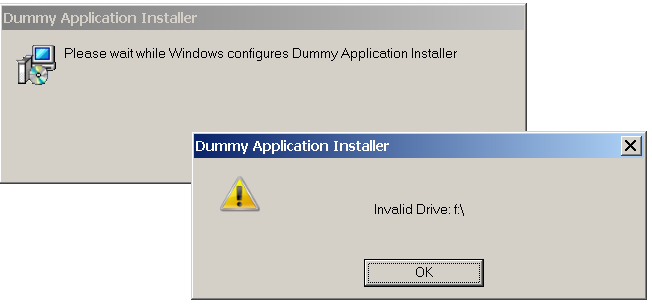 Dummy Application Installer
Please wait while Windows configures Dummy Application Installer
Dummy Application Installer
Invalid Drive: f:\
OK